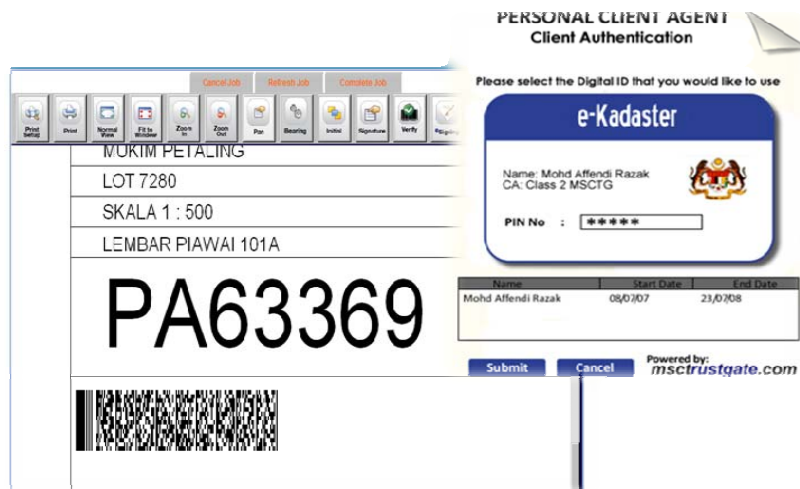 PERSONAL CLIENT AGENT
Client Authentication
Please select the Digital ID that you would like to use
e-Kadaster
Name: Mohd Affendi Razak
CA: Class 2 MSCTG
PIN No : *****
Name Start Date End Date
Mohd Affendi Razak 08/07/07 23/07/08
Submit Cancel
Powered by:
msctrustgate.com
Cancel Job Refresh Job Complete Job
Print Setup Print Normal View Fit to Window Zoom In Zoom Out Pan Bearing Initial Signature Verify
MUKIM PETALING
LOT 7280
SKALA 1 : 500
LEMBAR PIAWAI 101A
PA63369